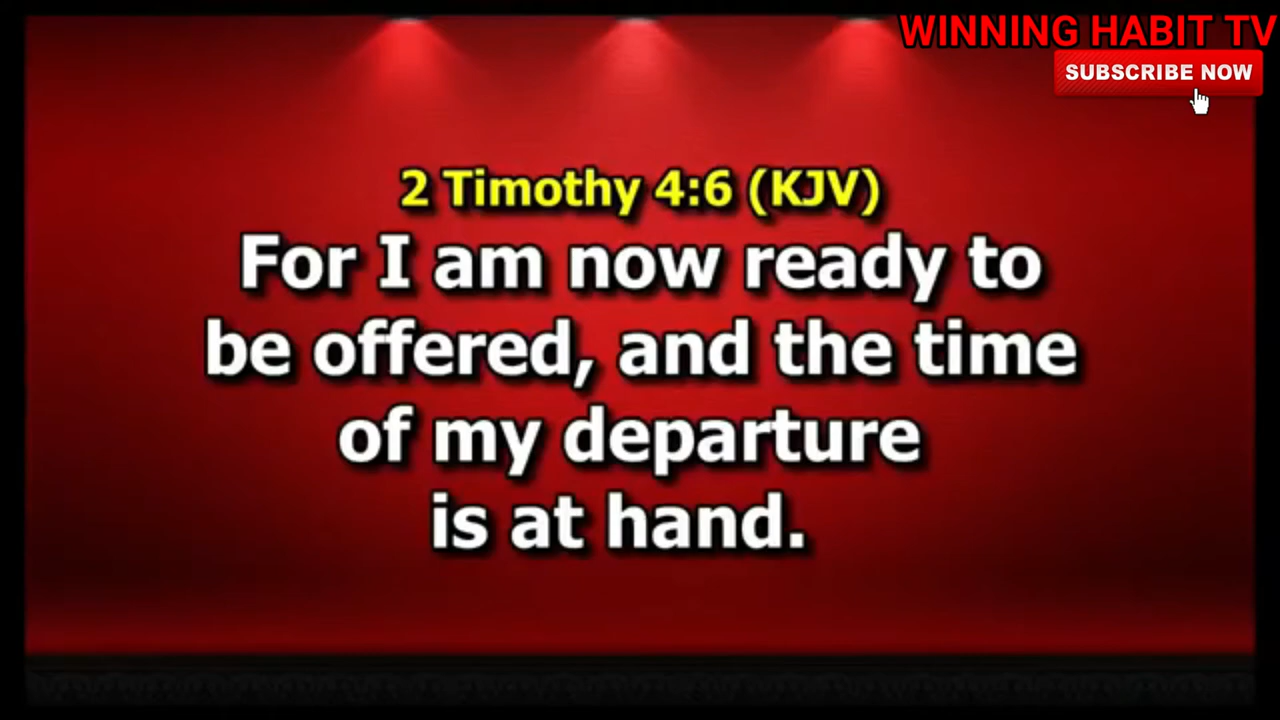 WINNING HABIT TV
SUBSCRIBE NOW
2 Timothy 4:6 (KJV)
For I am now ready to
be offered, and the time
of my departure
is at hand.